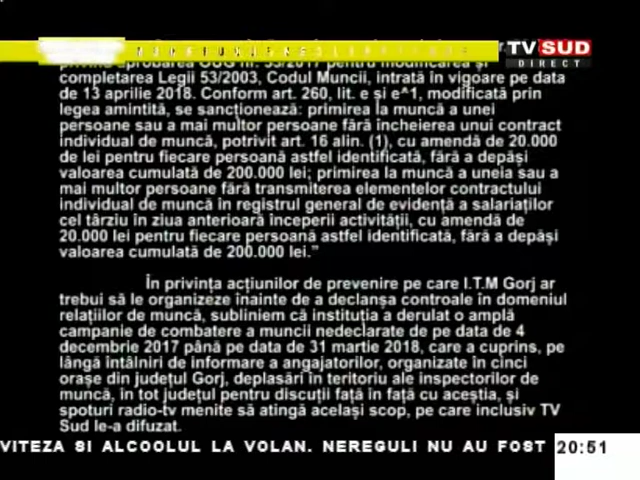 TV SUD
DIRECT
privind aprobarea OUG nr. 53/2017 pentru modificarea și
completarea Legii 53/2003, Codul Muncii, intrată în vigoare pe data
de 13 aprilie 2018. Conform art. 260, lit. e și e^1, modificată prin
legea amintită, se sancționează: primirea la muncă a unei
persoane sau a mai multor persoane fără încheierea unui contract
individual de muncă, potrivit art. 16 alin. (1), cu amendă de 20.000
de lei pentru fiecare persoană astfel identificată, fără a depăși
valoarea cumulată de 200.000 lei; primirea la muncă a uneia sau a
mai multor persoane fără transmiterea elementelor contractului
individual de muncă în registrul general de evidență a salariaților
cel târziu în ziua anterioară începerii activității, cu amendă de
20.000 lei pentru fiecare persoană astfel identificată, fără a depăși
valoarea cumulată de 200.000 lei.”
În privința acțiunilor de prevenire pe care I.T.M Gorj ar
trebui să le organizeze înainte de a declanșa controale în domeniul
relațiilor de muncă, subliniem că instituția a derulat o amplă
campanie de combatere a muncii nedeclarate de pe data de 4
decembrie 2017 până pe data de 31 martie 2018, care a cuprins, pe
lângă întâlniri de informare a angajatorilor, organizate în cinci
orașe din județul Gorj, deplasări în teritoriu ale inspectorilor de
muncă, în tot județul pentru discuții față în față cu aceștia, și
spoturi radio-tv menite să atingă același scop, pe care inclusiv TV
Sud le-a difuzat.
VITEZA SI ALCOOLUL LA VOLAN. NEREGULI NU AU FOST
20:51